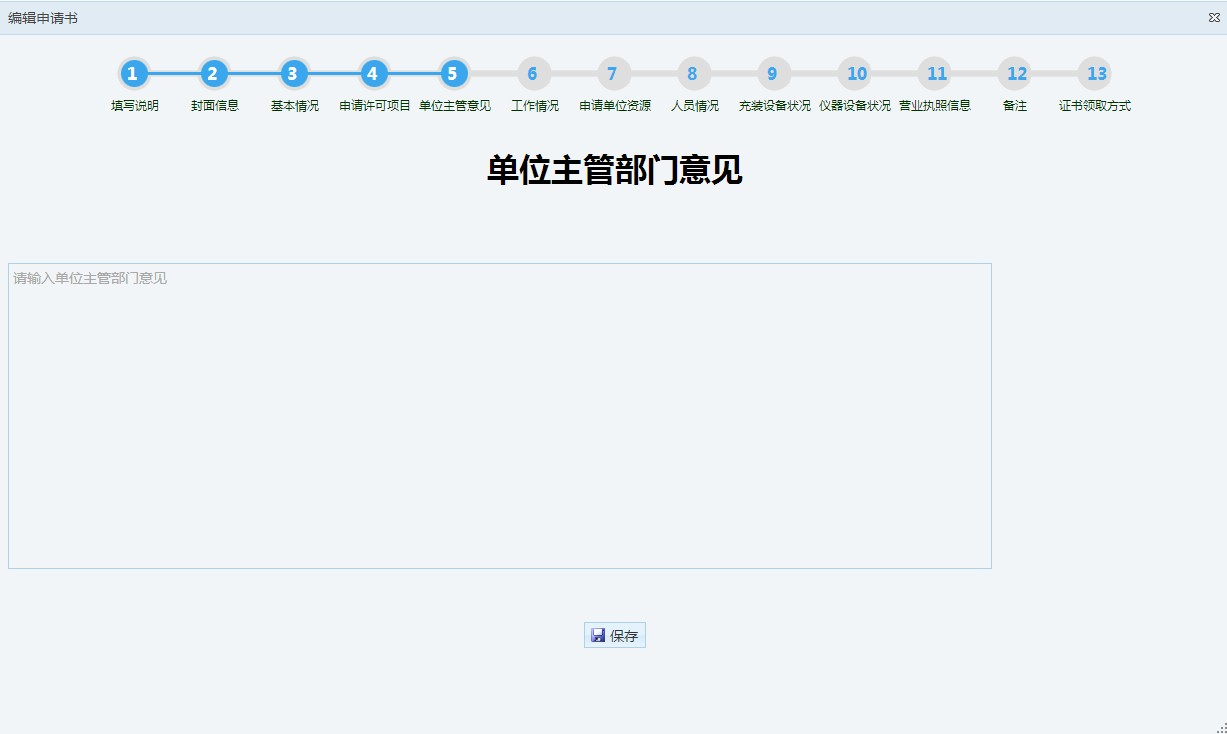 编辑申请书
1 2 3 4 5 6 7 8 9 10 11 12 13
填写说明 封面信息 基本情况 申请许可项目 单位主管意见 工作情况 申请单位资源 人员情况 充装设备状况 仪器设备状况 营业执照信息 备注 证书领取方式
单位主管部门意见
请输入单位主管部门意见
保存